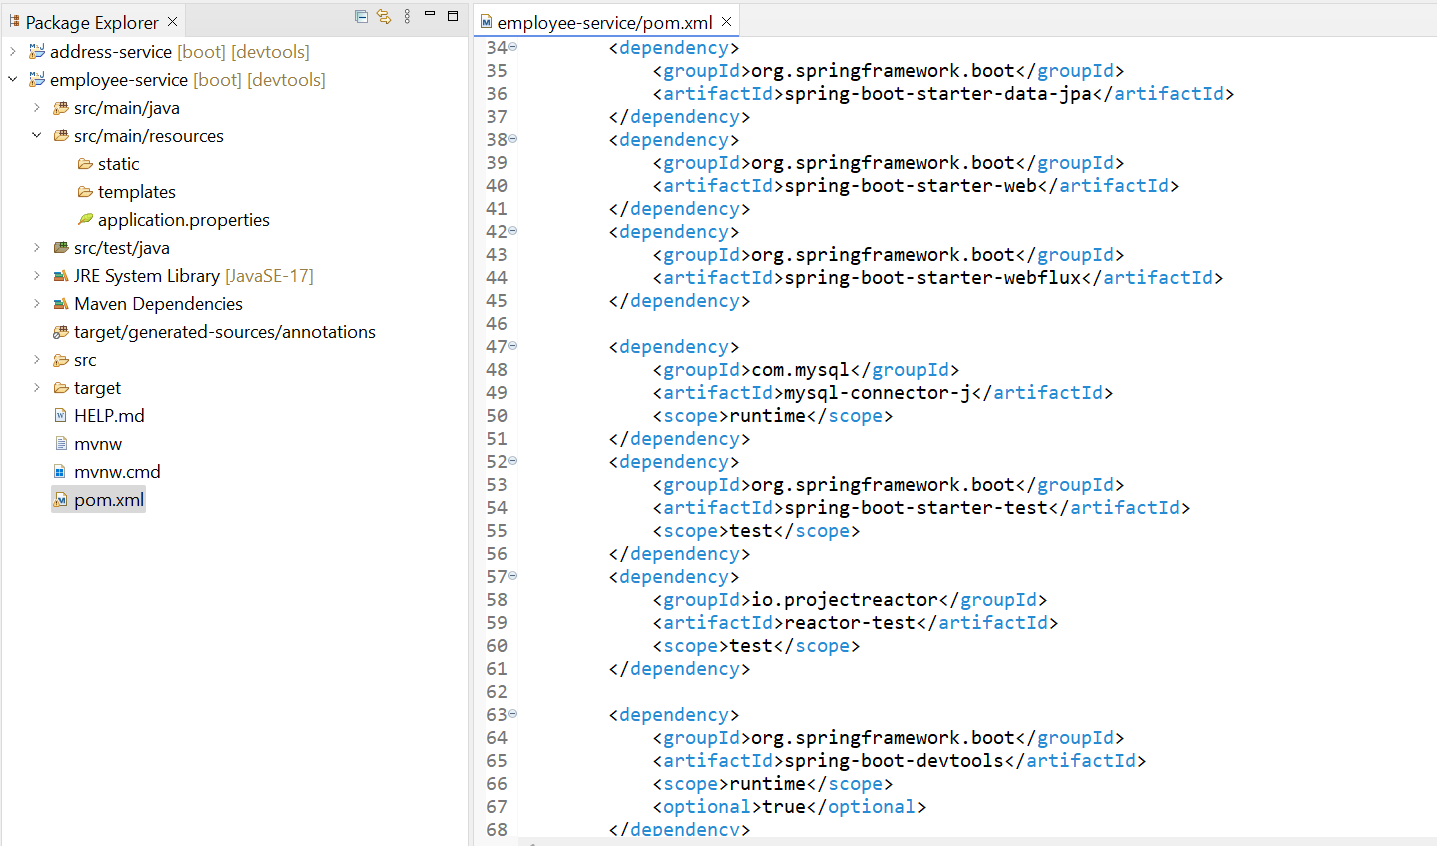 Package Explorer
address-service [boot] [devtools]
employee-service [boot] [devtools]
src/main/java
src/main/resources
static
templates
application.properties
src/test/java
JRE System Library [JavaSE-17]
Maven Dependencies
target/generated-sources/annotations
src
target
HELP.md
mvnw
mvnw.cmd
pom.xml
employee-service/pom.xml
34 <dependency>
35 <groupId>org.springframework.boot</groupId>
36 <artifactId>spring-boot-starter-data-jpa</artifactId>
37 </dependency>
38 <dependency>
39 <groupId>org.springframework.boot</groupId>
40 <artifactId>spring-boot-starter-web</artifactId>
41 </dependency>
42 <dependency>
43 <groupId>org.springframework.boot</groupId>
44 <artifactId>spring-boot-starter-webflux</artifactId>
45 </dependency>
46
47 <dependency>
48 <groupId>com.mysql</groupId>
49 <artifactId>mysql-connector-j</artifactId>
50 <scope>runtime</scope>
51 </dependency>
52 <dependency>
53 <groupId>org.springframework.boot</groupId>
54 <artifactId>spring-boot-starter-test</artifactId>
55 <scope>test</scope>
56 </dependency>
57 <dependency>
58 <groupId>io.projectreactor</groupId>
59 <artifactId>reactor-test</artifactId>
60 <scope>test</scope>
61 </dependency>
62
63 <dependency>
64 <groupId>org.springframework.boot</groupId>
65 <artifactId>spring-boot-devtools</artifactId>
66 <scope>runtime</scope>
67 <optional>true</optional>
68 </dependency>